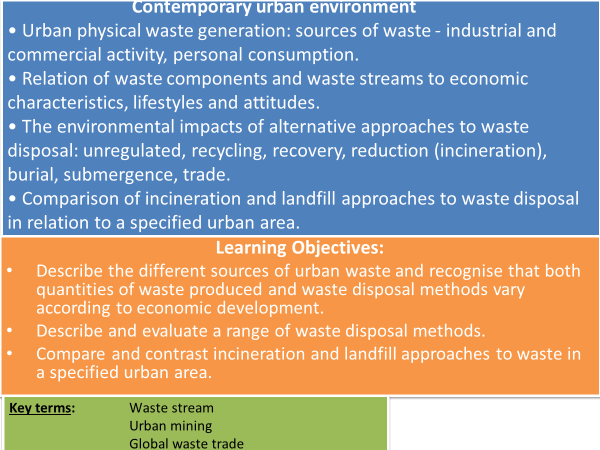 Contemporary urban environment
• Urban physical waste generation: sources of waste - industrial and
commercial activity, personal consumption.
• Relation of waste components and waste streams to economic
characteristics, lifestyles and attitudes.
• The environmental impacts of alternative approaches to waste
disposal: unregulated, recycling, recovery, reduction (incineration),
burial, submergence, trade.
• Comparison of incineration and landfill approaches to waste disposal
in relation to a specified urban area.
Learning Objectives:
• Describe the different sources of urban waste and recognise that both
quantities of waste produced and waste disposal methods vary
according to economic development.
• Describe and evaluate a range of waste disposal methods.
• Compare and contrast incineration and landfill approaches to waste in
a specified urban area.
Key terms: Waste stream
Urban mining
Global waste trade